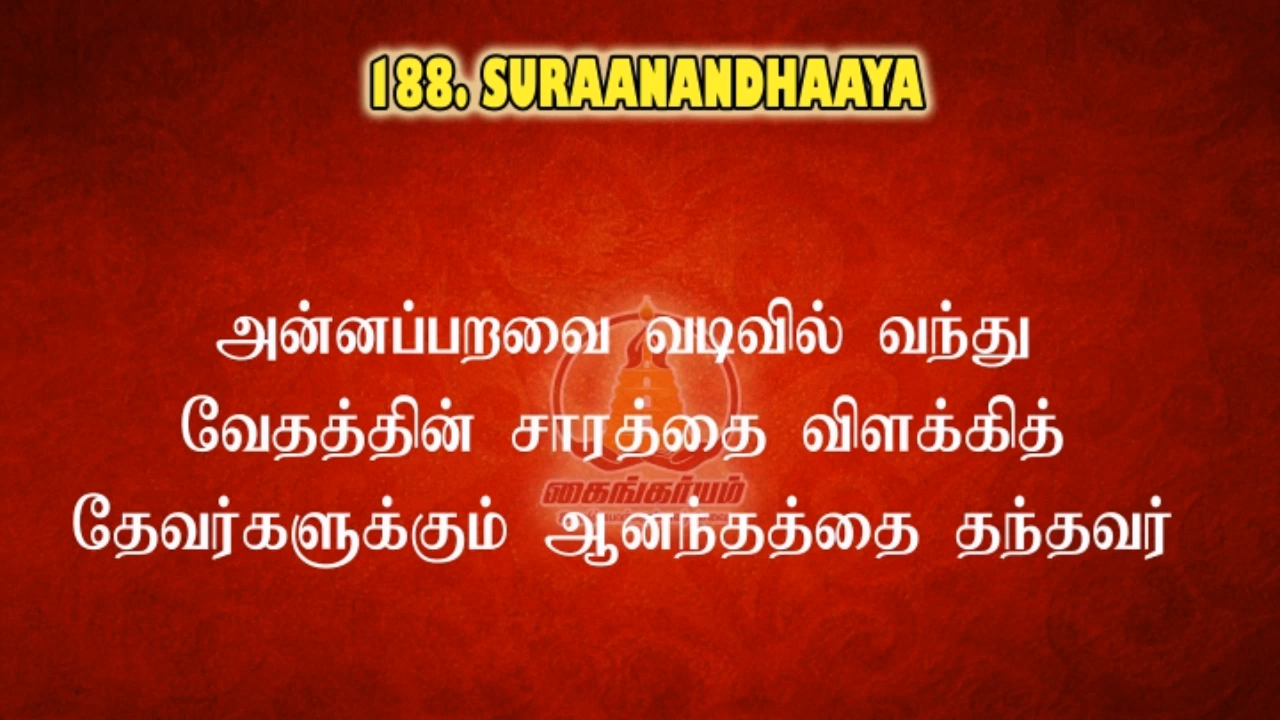 188. SURAANANDHAAYA
அன்னப்பறவை வடிவில் வந்து
வேதத்தின் சாரத்தை விளக்கித்
கைங்கர்யம்
தேவர்களுக்கும் ஆனந்தத்தை தந்தவர்